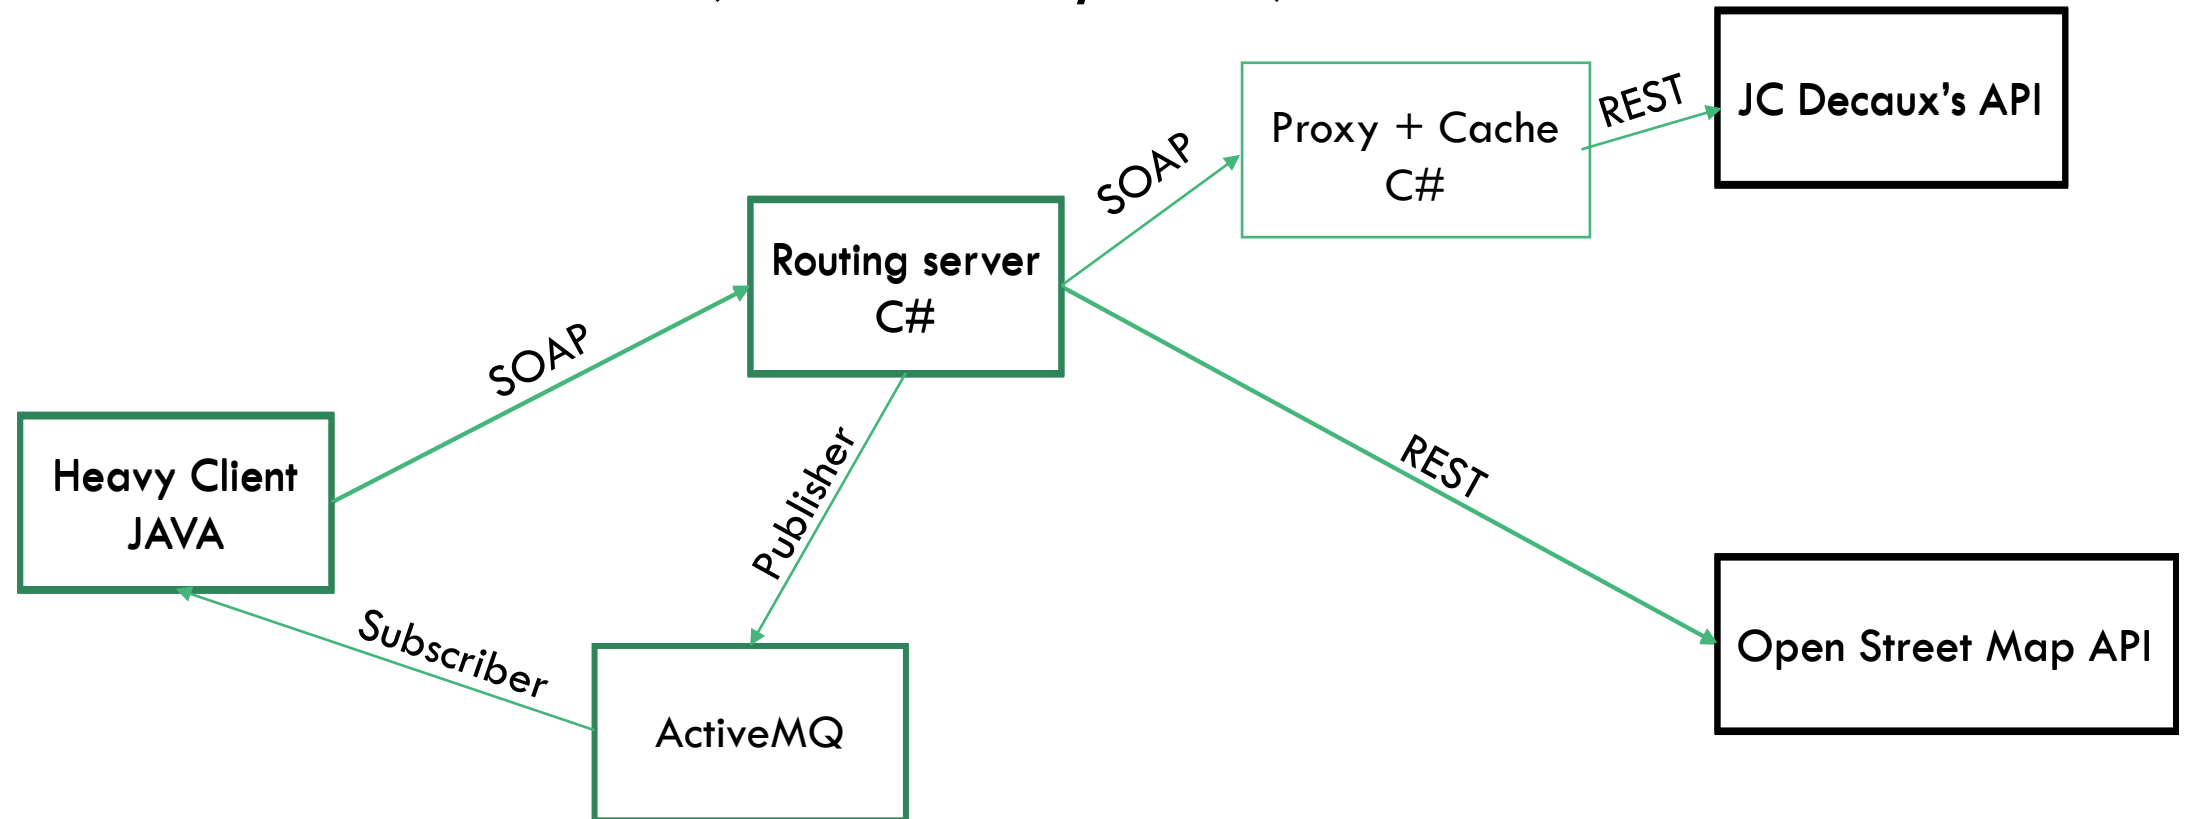 JC Decaux's API
REST
Proxy + Cache
C#
SOAP
Routing server
C#
SOAP
Heavy Client
JAVA
Publisher
REST
Subscriber
Open Street Map API
ActiveMQ